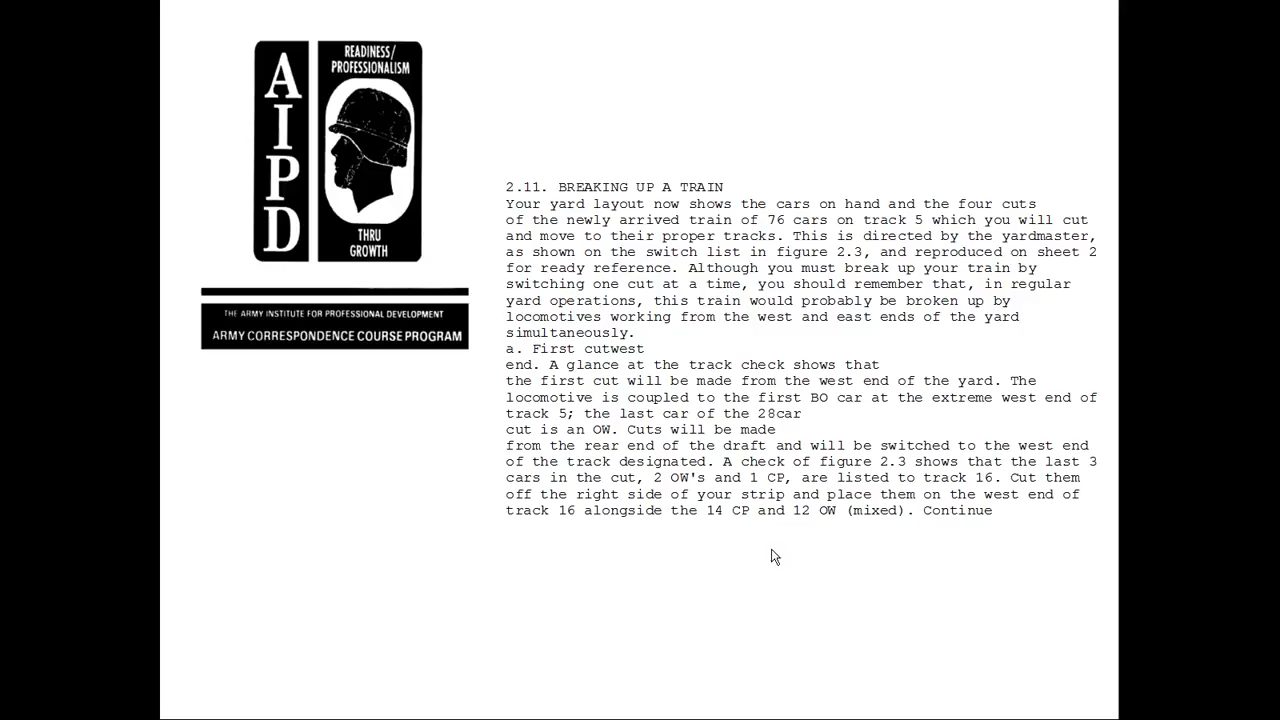 A
I
P
D
READINESS/
PROFESSIONALISM
THRU
GROWTH
THE ARMY INSTITUTE FOR PROFESSIONAL DEVELOPMENT
ARMY CORRESPONDENCE COURSE PROGRAM
2.11. BREAKING UP A TRAIN
Your yard layout now shows the cars on hand and the four cuts
of the newly arrived train of 76 cars on track 5 which you will cut
and move to their proper tracks. This is directed by the yardmaster,
as shown on the switch list in figure 2.3, and reproduced on sheet 2
for ready reference. Although you must break up your train by
switching one cut at a time, you should remember that, in regular
yard operations, this train would probably be broken up by
locomotives working from the west and east ends of the yard
simultaneously.
a. First cutwest
end. A glance at the track check shows that
the first cut will be made from the west end of the yard. The
locomotive is coupled to the first BO car at the extreme west end of
track 5; the last car of the 28car
cut is an OW. Cuts will be made
from the rear end of the draft and will be switched to the west end
of the track designated. A check of figure 2.3 shows that the last 3
cars in the cut, 2 OW's and 1 CP, are listed to track 16. Cut them
off the right side of your strip and place them on the west end of
track 16 alongside the 14 CP and 12 OW (mixed). Continue